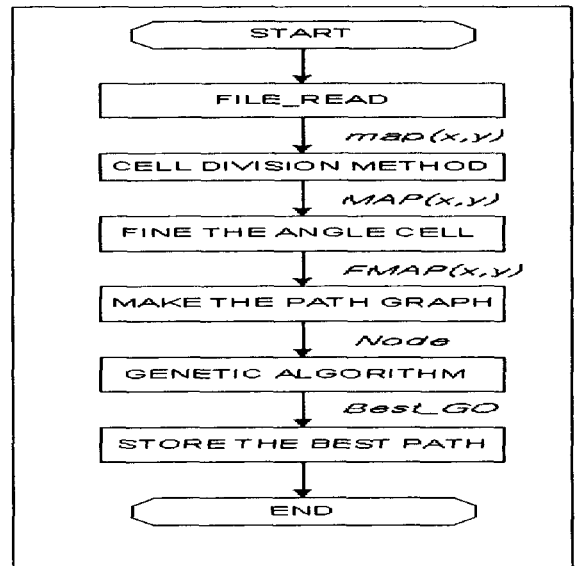 START
FILE_READ
map(x,y)
CELL DIVISION METHOD
MAP(x,y)
FINE THE ANGLE CELL
FMAP(x,y)
MAKE THE PATH GRAPH
Node
GENETIC ALGORITHM
Best_GO
STORE THE BEST PATH
END